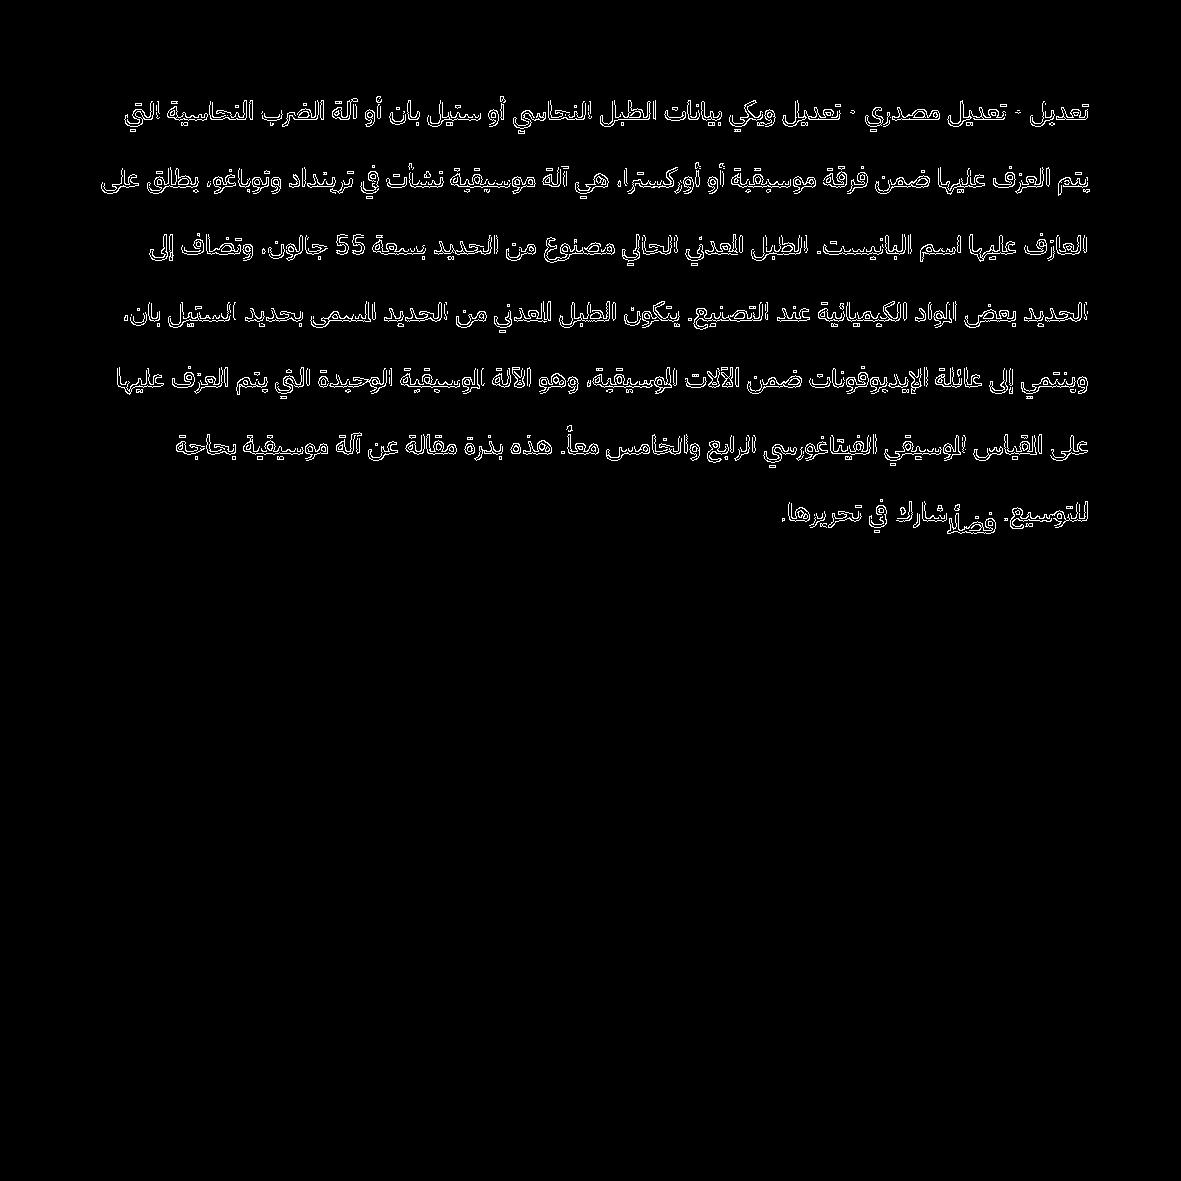 تعديل - تعديل مصدري - تعديل ويكي بيانات الطبل النحاسي أو ستيل بان أو آلة الضرب النحاسية التي
يتم العزف عليها ضمن فرقة موسيقية أو أوركسترا، هي آلة موسيقية نشأت في ترينداد وتوباغو، يطلق على
العازف عليها اسم البانيست. الطبل المعدني الحالي مصنوع من الحديد بسعة 55 جالون، وتضاف إلى
الحديد بعض المواد الكيميائية عند التصنيع. يتكون الطبل المعدني من الحديد المسمى بحديد الستيل بان،
وينتمي إلى عائلة الإيديوفونات ضمن الآلات الموسيقية، وهو الآلة الموسيقية الوحيدة التي يتم العزف عليها
على القياس الموسيقي الفيتاغورسي الرابع والخامس معاً. هذه بذرة مقالة عن آلة موسيقية بحاجة
للتوسيع. فضلًا شارك في تحريرها.